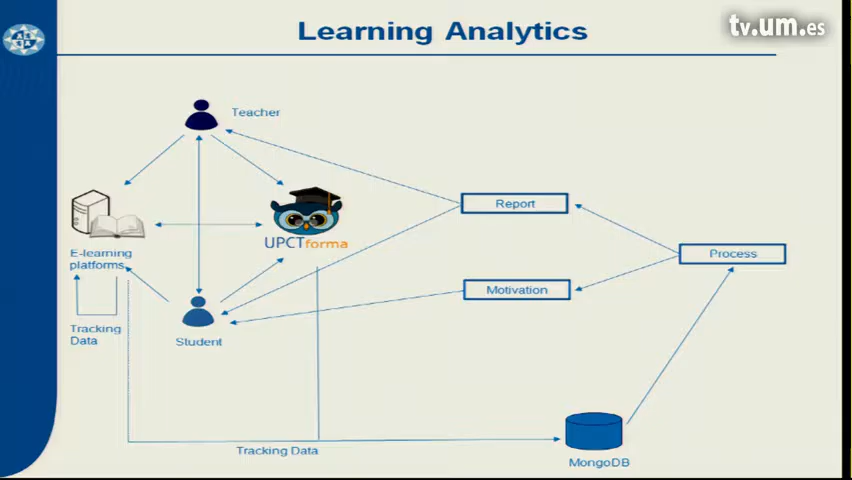 Learning Analytics
tv.um.es
Teacher
Report
UPCTforma
E-learning
platforms
Process
Motivation
Tracking
Data
Student
Tracking Data
MongoDB